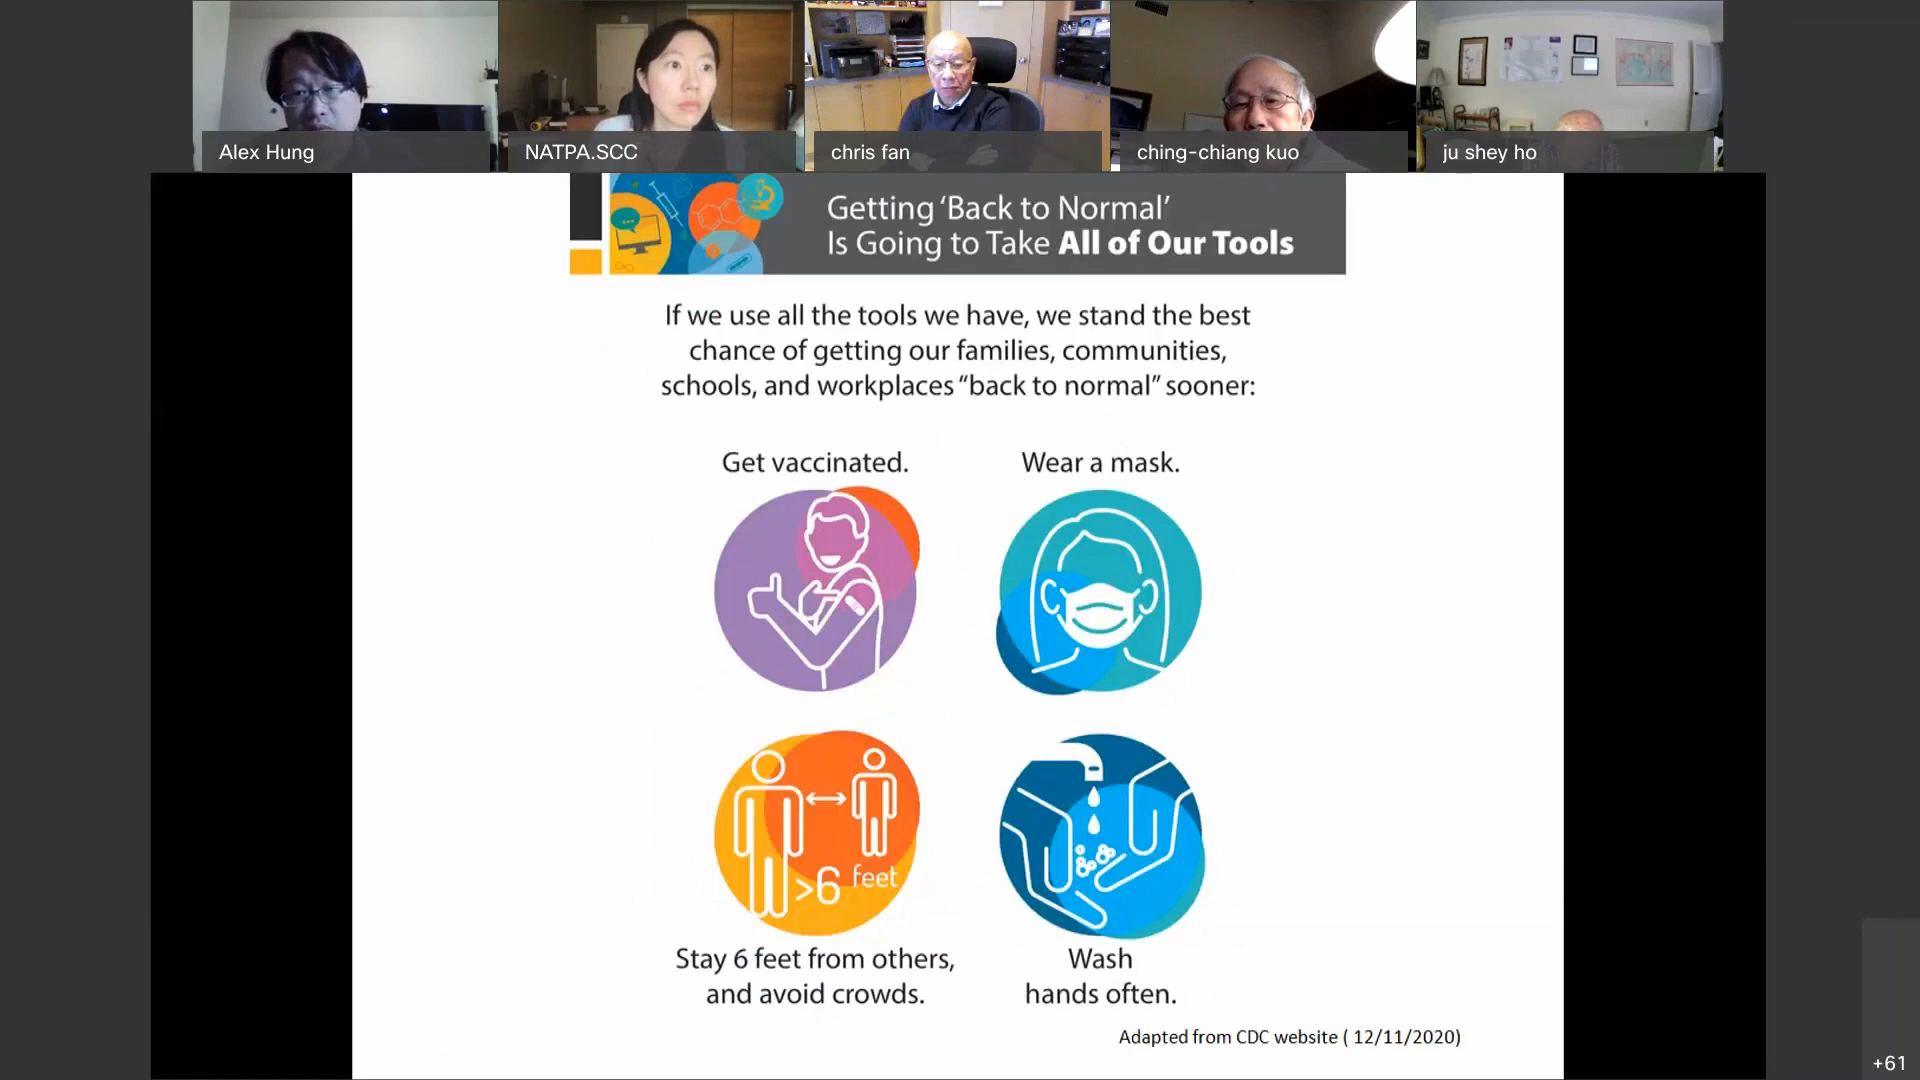 Alex Hung
NATPA.SCC
chris fan
ching-chiang kuo
ju shey ho
Getting ‘Back to Normal’
Is Going to Take All of Our Tools
If we use all the tools we have, we stand the best
chance of getting our families, communities,
schools, and workplaces “back to normal” sooner:
Get vaccinated.
Wear a mask.
>6 feet
Stay 6 feet from others,
and avoid crowds.
Wash
hands often.
Adapted from CDC website ( 12/11/2020)
+61